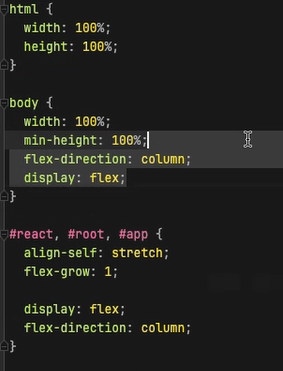 html {
  width: 100%;
  height: 100%;
}

body {
  width: 100%;
  min-height: 100%;
  flex-direction: column;
  display: flex;
}

#react, #root, #app {
  align-self: stretch;
  flex-grow: 1;

  display: flex;
  flex-direction: column;
}